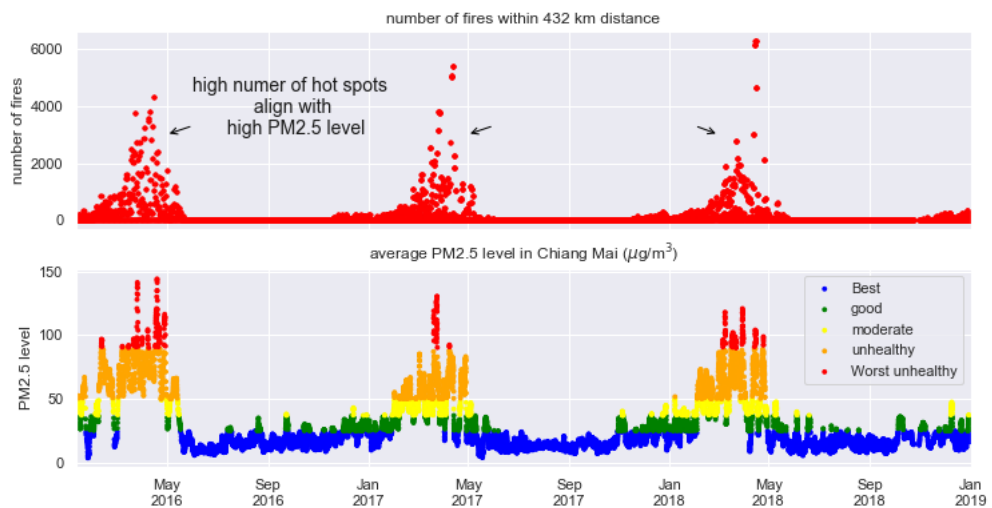 number of fires within 432 km distance
number of fires
6000
4000
2000
0
high numer of hot spots
align with
high PM2.5 level
average PM2.5 level in Chiang Mai (μg/m³)
PM2.5 level
150
100
50
0
Best
good
moderate
unhealthy
Worst unhealthy
May Sep Jan May Sep Jan May Sep Jan
2016 2016 2017 2017 2017 2018 2018 2018 2019